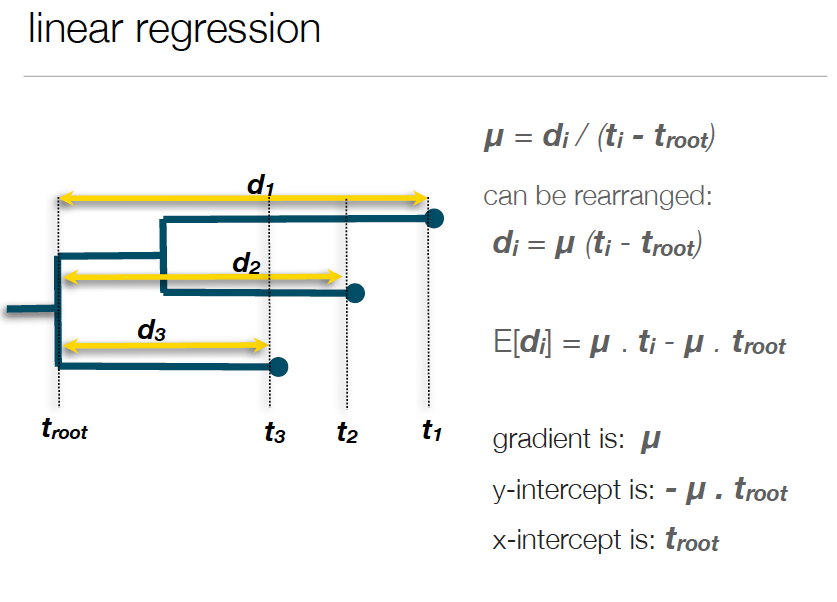 linear regression
μ = di / (ti - troot)
can be rearranged:
di = μ (ti - troot)
E[di] = μ . ti - μ . troot
gradient is: μ
y-intercept is: - μ . troot
x-intercept is: troot
d1
d2
d3
troot t3 t2 t1